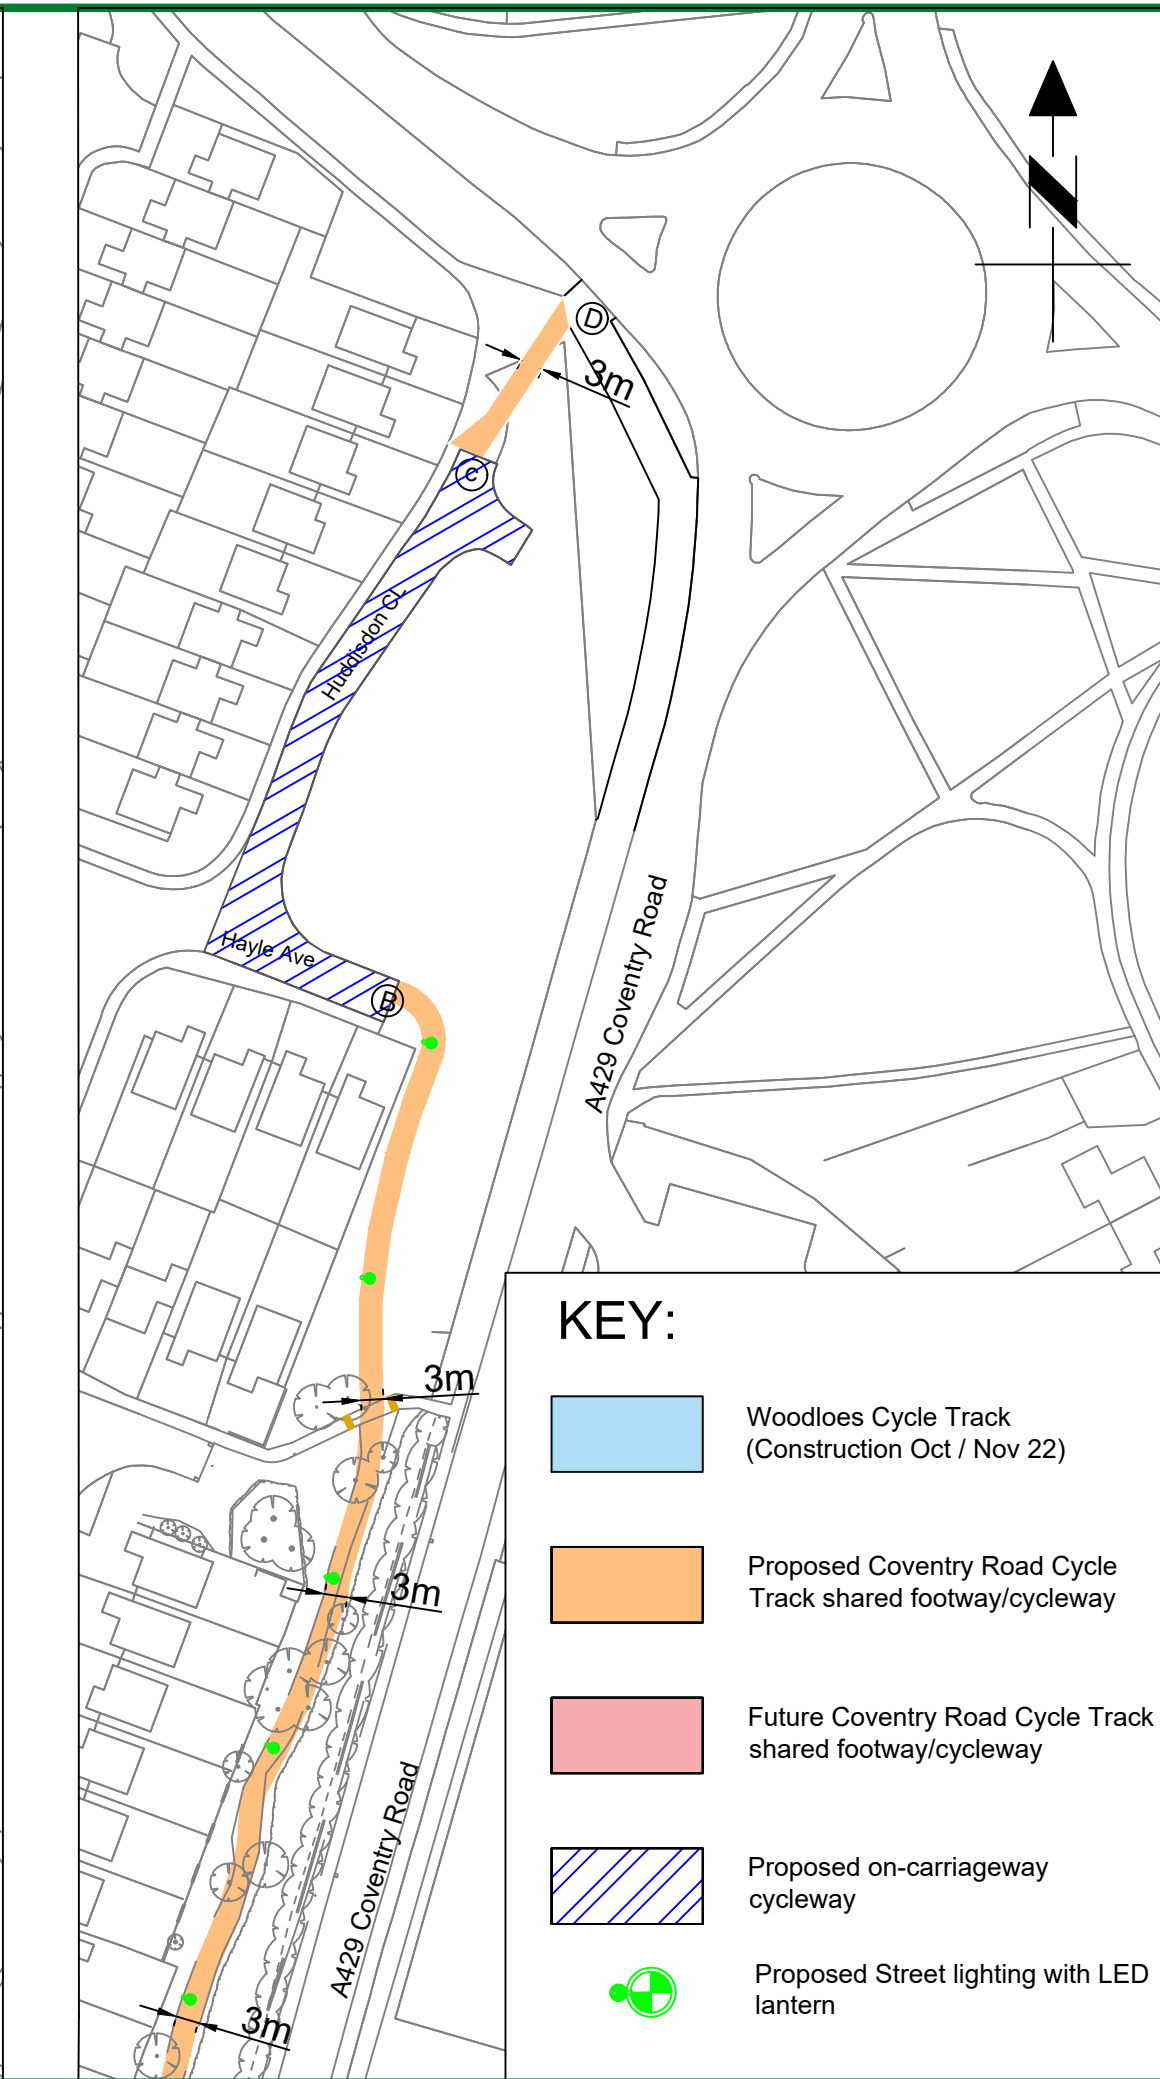 N
D
3m
C
Huddisdon CL
Hayle Ave
B
A429 Coventry Road
3m
3m
A429 Coventry Road
3m
KEY:
Woodloes Cycle Track
(Construction Oct / Nov 22)
Proposed Coventry Road Cycle
Track shared footway/cycleway
Future Coventry Road Cycle Track
shared footway/cycleway
Proposed on-carriageway
cycleway
Proposed Street lighting with LED
lantern